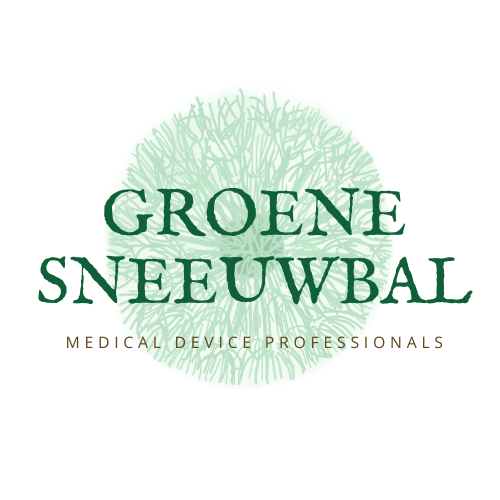 GROENE
SNEEUWBAL
MEDICAL DEVICE PROFESSIONALS